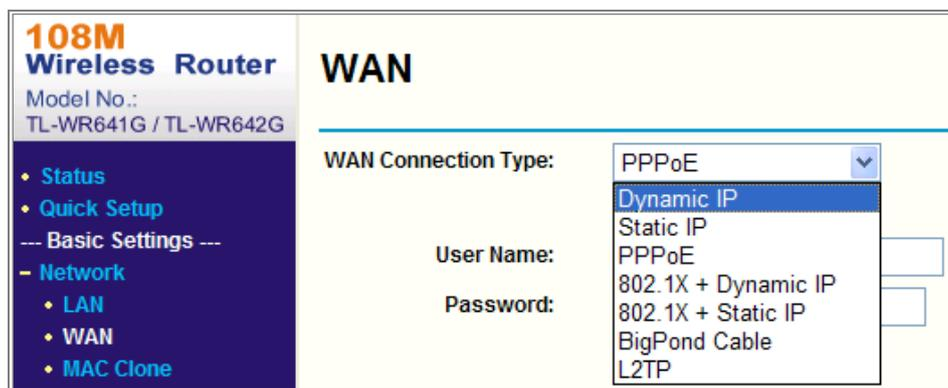 108M
Wireless Router
Model No.:
TL-WR641G / TL-WR642G
• Status
• Quick Setup
--- Basic Settings ---
– Network
• LAN
• WAN
• MAC Clone
WAN
WAN Connection Type:
PPPoE
Dynamic IP
Static IP
PPPoE
802.1X + Dynamic IP
802.1X + Static IP
BigPond Cable
L2TP
User Name:
Password: